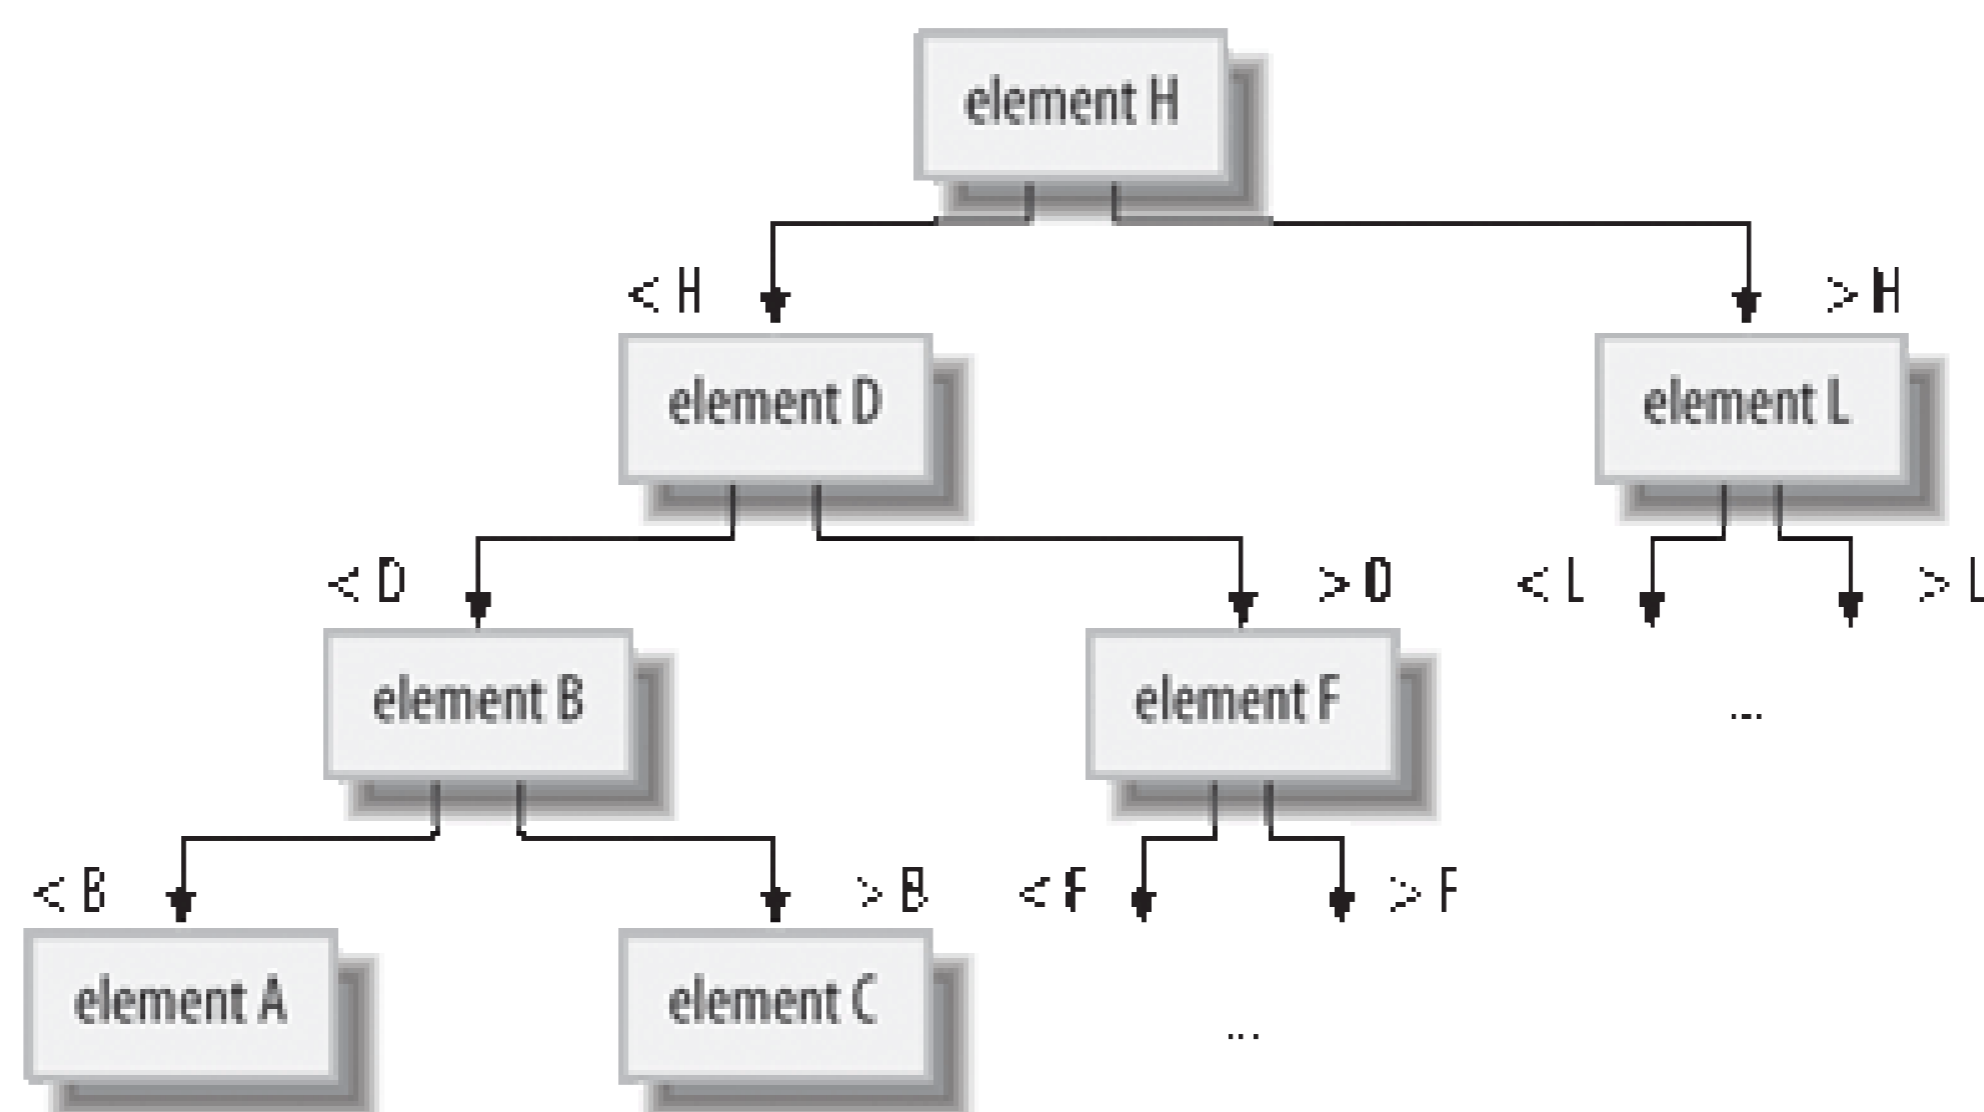 element H
< H
> H
element D
element L
< D
> D
< L
> L
element B
element F
...
< B
> B
< F
> F
element A
element C
...